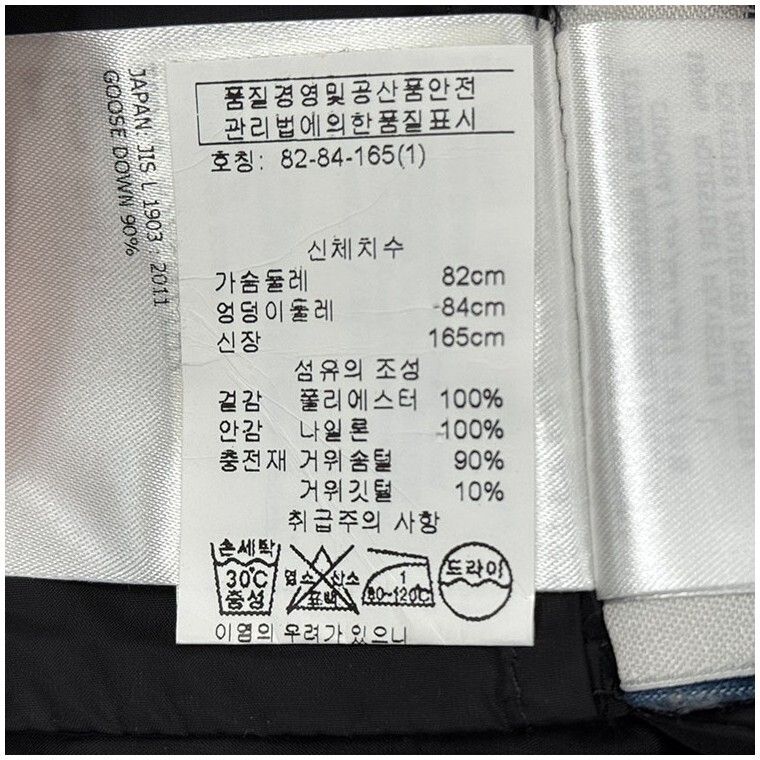 품질경영및공산품안전
관리법에의한품질표시
호칭: 82-84-165(1)
신체치수
가슴둘레 82cm
엉덩이둘레 -84cm
신장 165cm
섬유의 조성
겉감 폴리에스터 100%
안감 나일론 -100%
충전재 거위솜털 90%
거위깃털 10%
취급주의 사항
손세탁
30℃
중성
염소 산소
표백
1
80~120℃
드라이
이염의 우려가 있으니
JAPAN: JIS L 1903 : 2011
GOOSE DOWN 90%